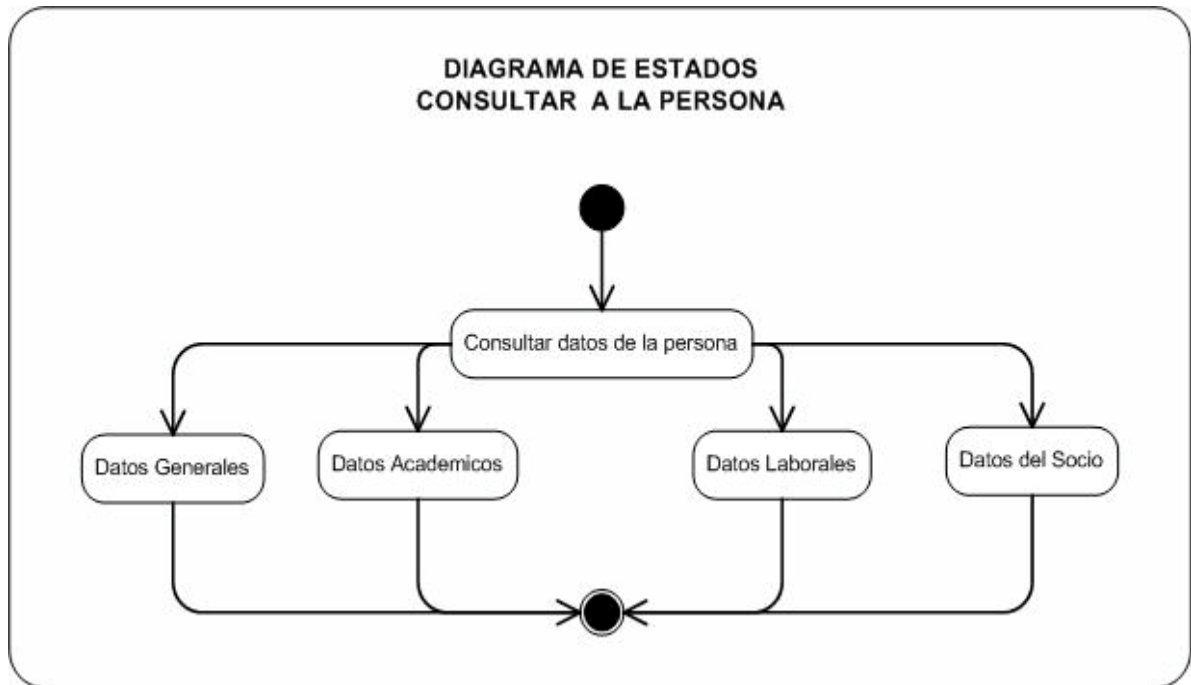 DIAGRAMA DE ESTADOS
CONSULTAR A LA PERSONA
Consultar datos de la persona
Datos Generales
Datos Academicos
Datos Laborales
Datos del Socio